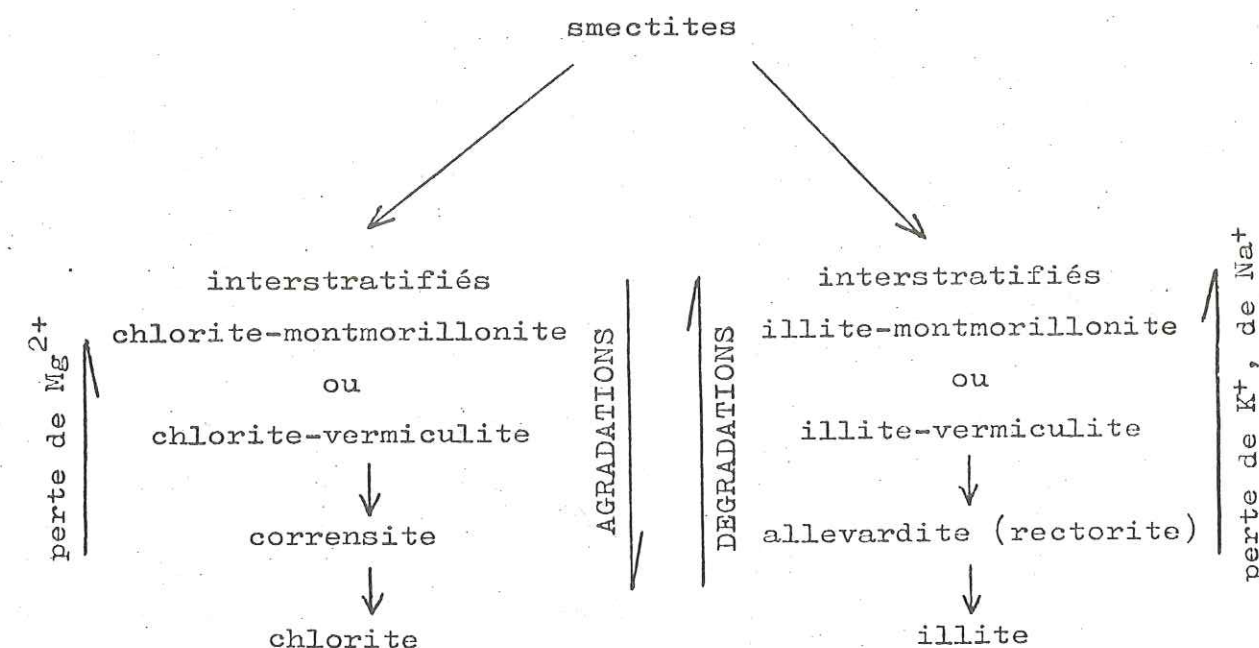 smectites
interstratifiés
chlorite-montmorillonite
ou
chlorite-vermiculite
corrensite
chlorite
perte de Mg²⁺
AGRADATIONS
DEGRADATIONS
interstratifiés
illite-montmorillonite
ou
illite-vermiculite
allevardite (rectorite)
illite
perte de K⁺, de Na⁺